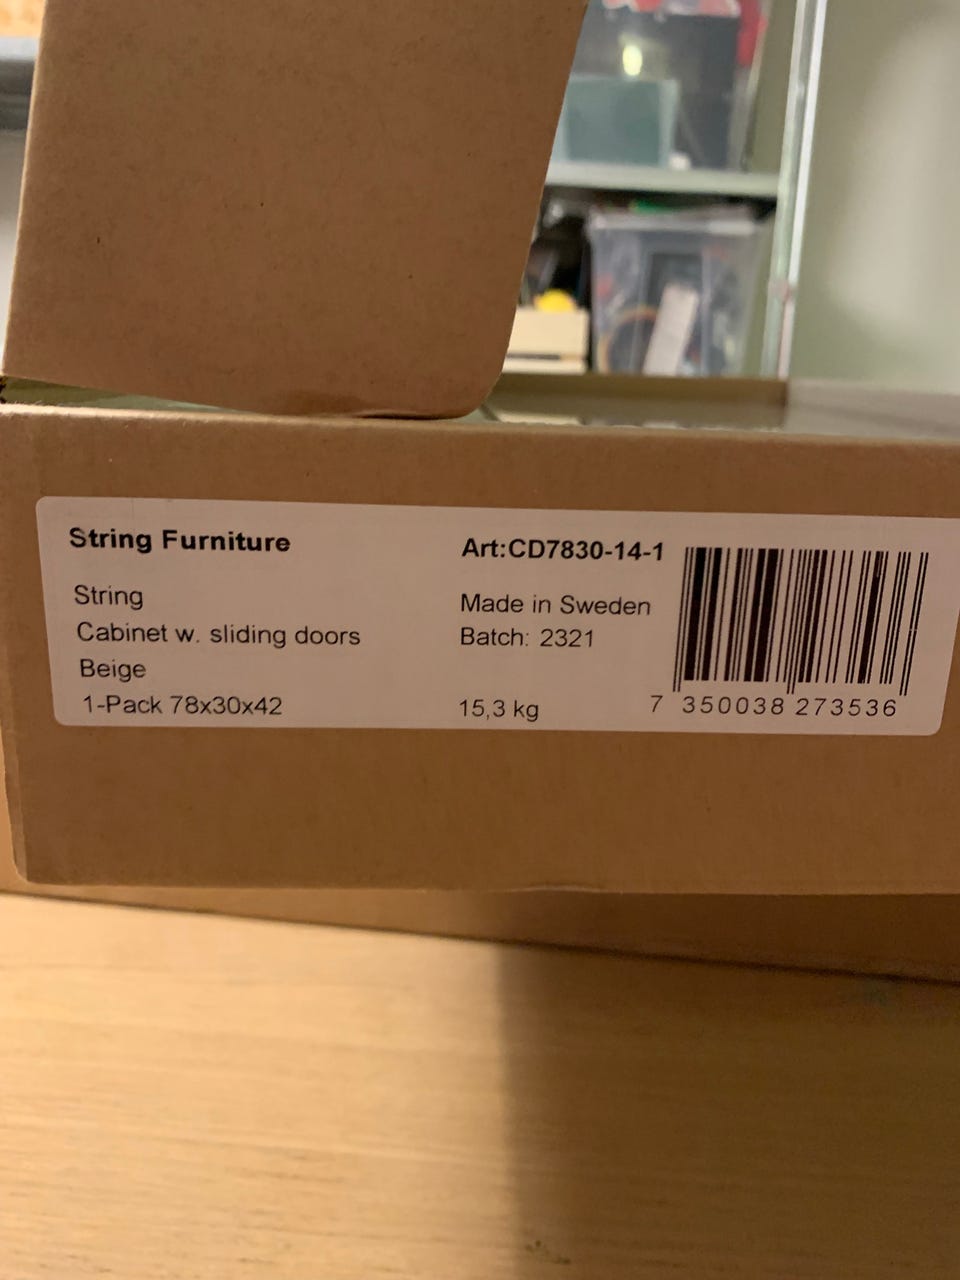 String Furniture
String
Cabinet w. sliding doors
Beige
1-Pack 78x30x42
Art:CD7830-14-1
Made in Sweden
Batch: 2321
15,3 kg
7 350038 273536